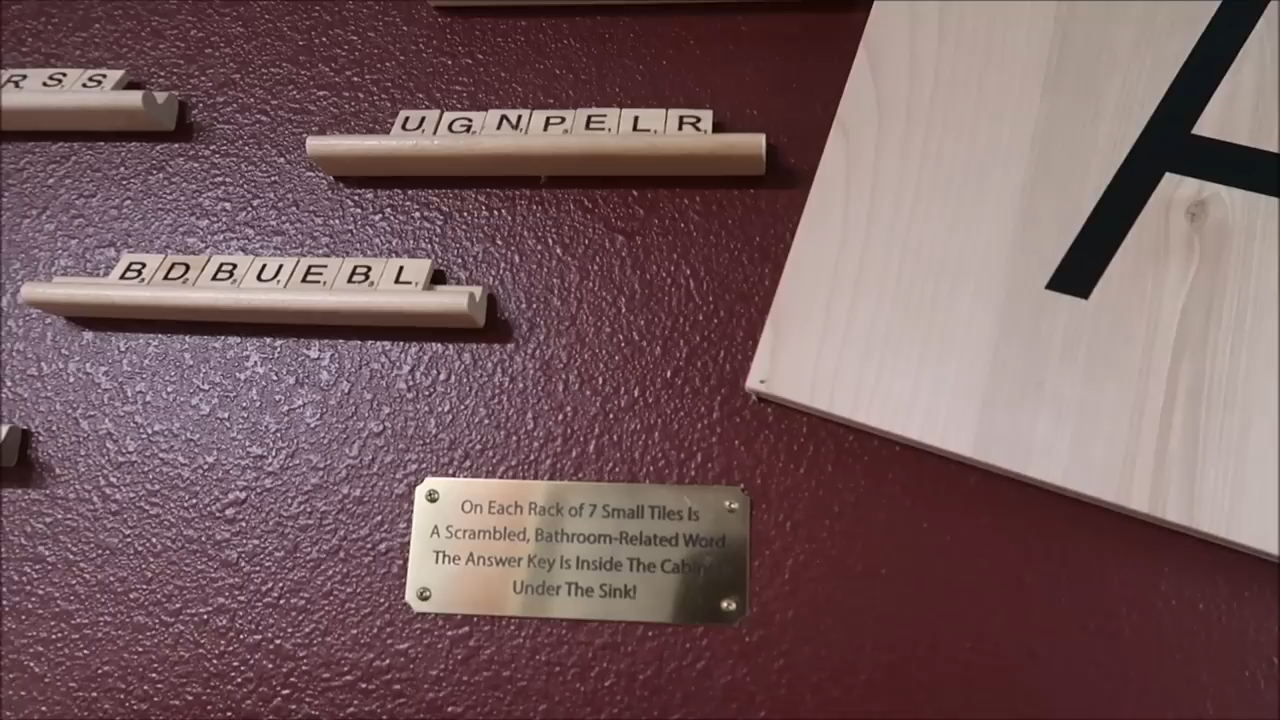 RSS
UGNPELR
BDBUEBL
A
On Each Rack of 7 Small Tiles Is
A Scrambled, Bathroom-Related Word
The Answer Key Is Inside The
Under The Sink!